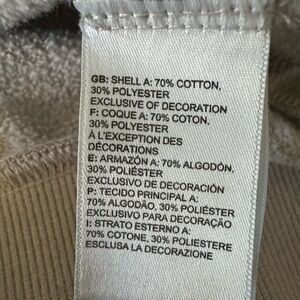 GB: SHELL A: 70% COTTON,
30% POLYESTER
EXCLUSIVE OF DECORATION
F: COQUE A: 70% COTON,
30% POLYESTER
À L'EXCEPTION DES
DÉCORATIONS
E: ARMAZÓN A: 70% ALGODÓN,
30% POLIÉSTER
EXCLUSIVO DE DECORACIÓN
P: TECIDO PRINCIPAL A:
70% ALGODÃO, 30% POLIÉSTER
EXCLUSIVO PARA DECORAÇÃO
I: STRATO ESTERNO A:
70% COTONE, 30% POLIESTERE
ESCLUSA LA DECORAZIONE